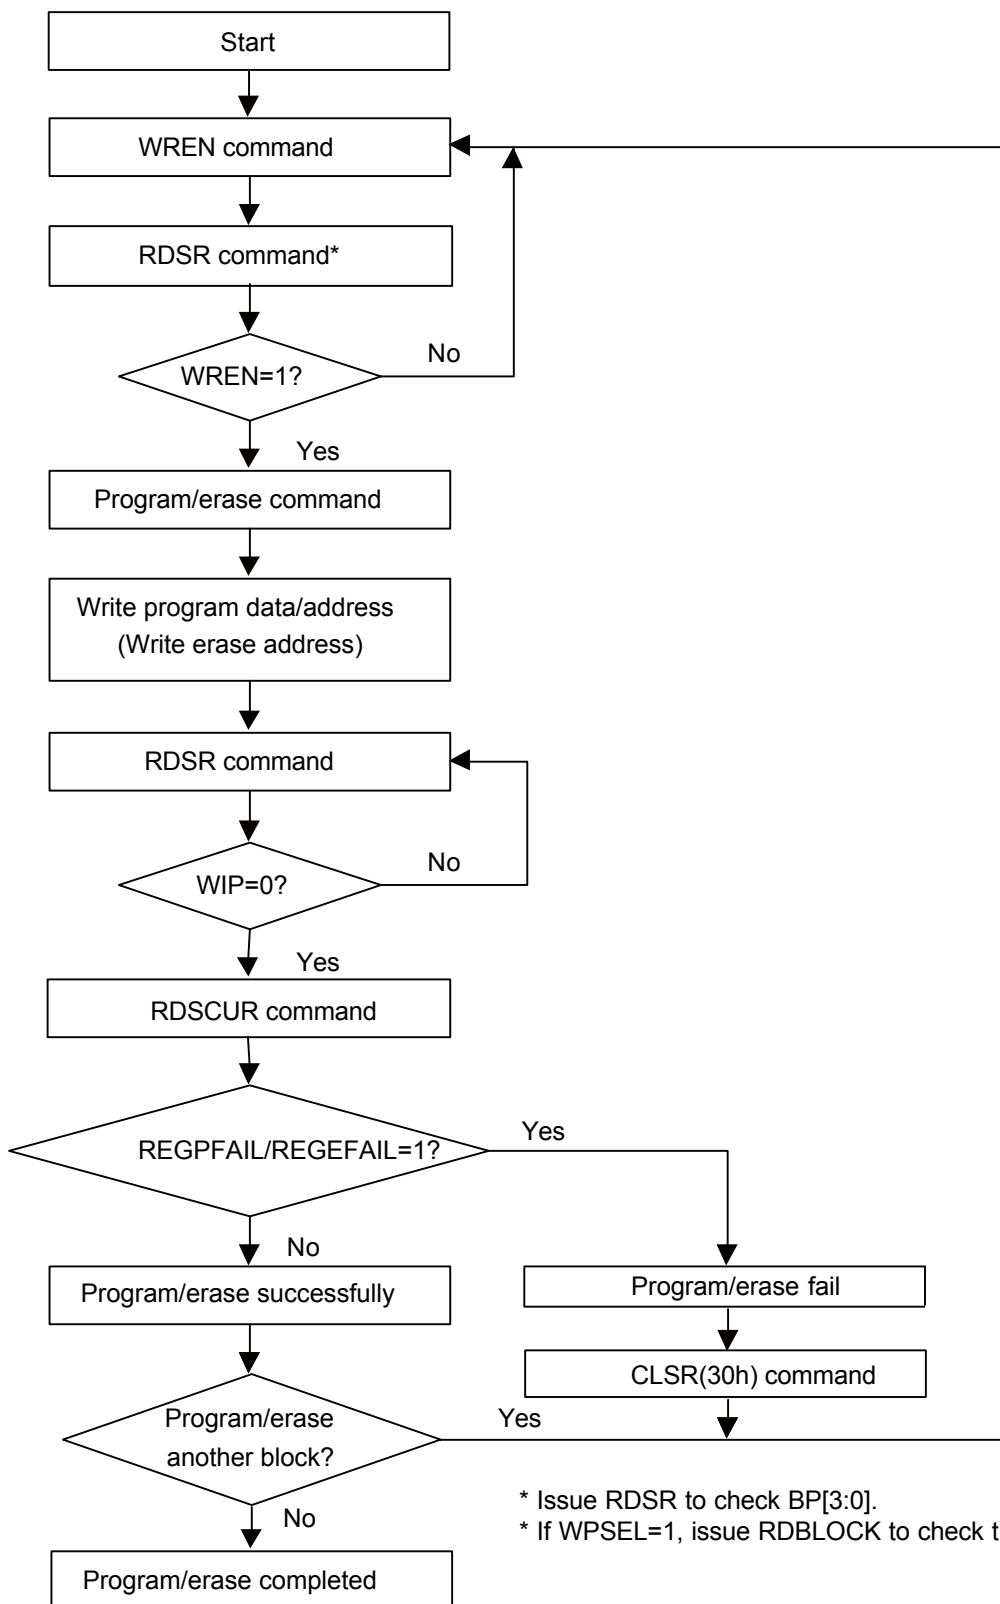 Start
WREN command
RDSR command*
WREN=1?
No
Yes
Program/erase command
Write program data/address
(Write erase address)
RDSR command
WIP=0?
No
Yes
RDSCUR command
REGPFAIL/REGEFAIL=1?
Yes
No
Program/erase successfully
Program/erase fail
CLSR(30h) command
Program/erase
another block?
Yes
No
* Issue RDSR to check BP[3:0].
* If WPSEL=1, issue RDBLOCK to check
Program/erase completed